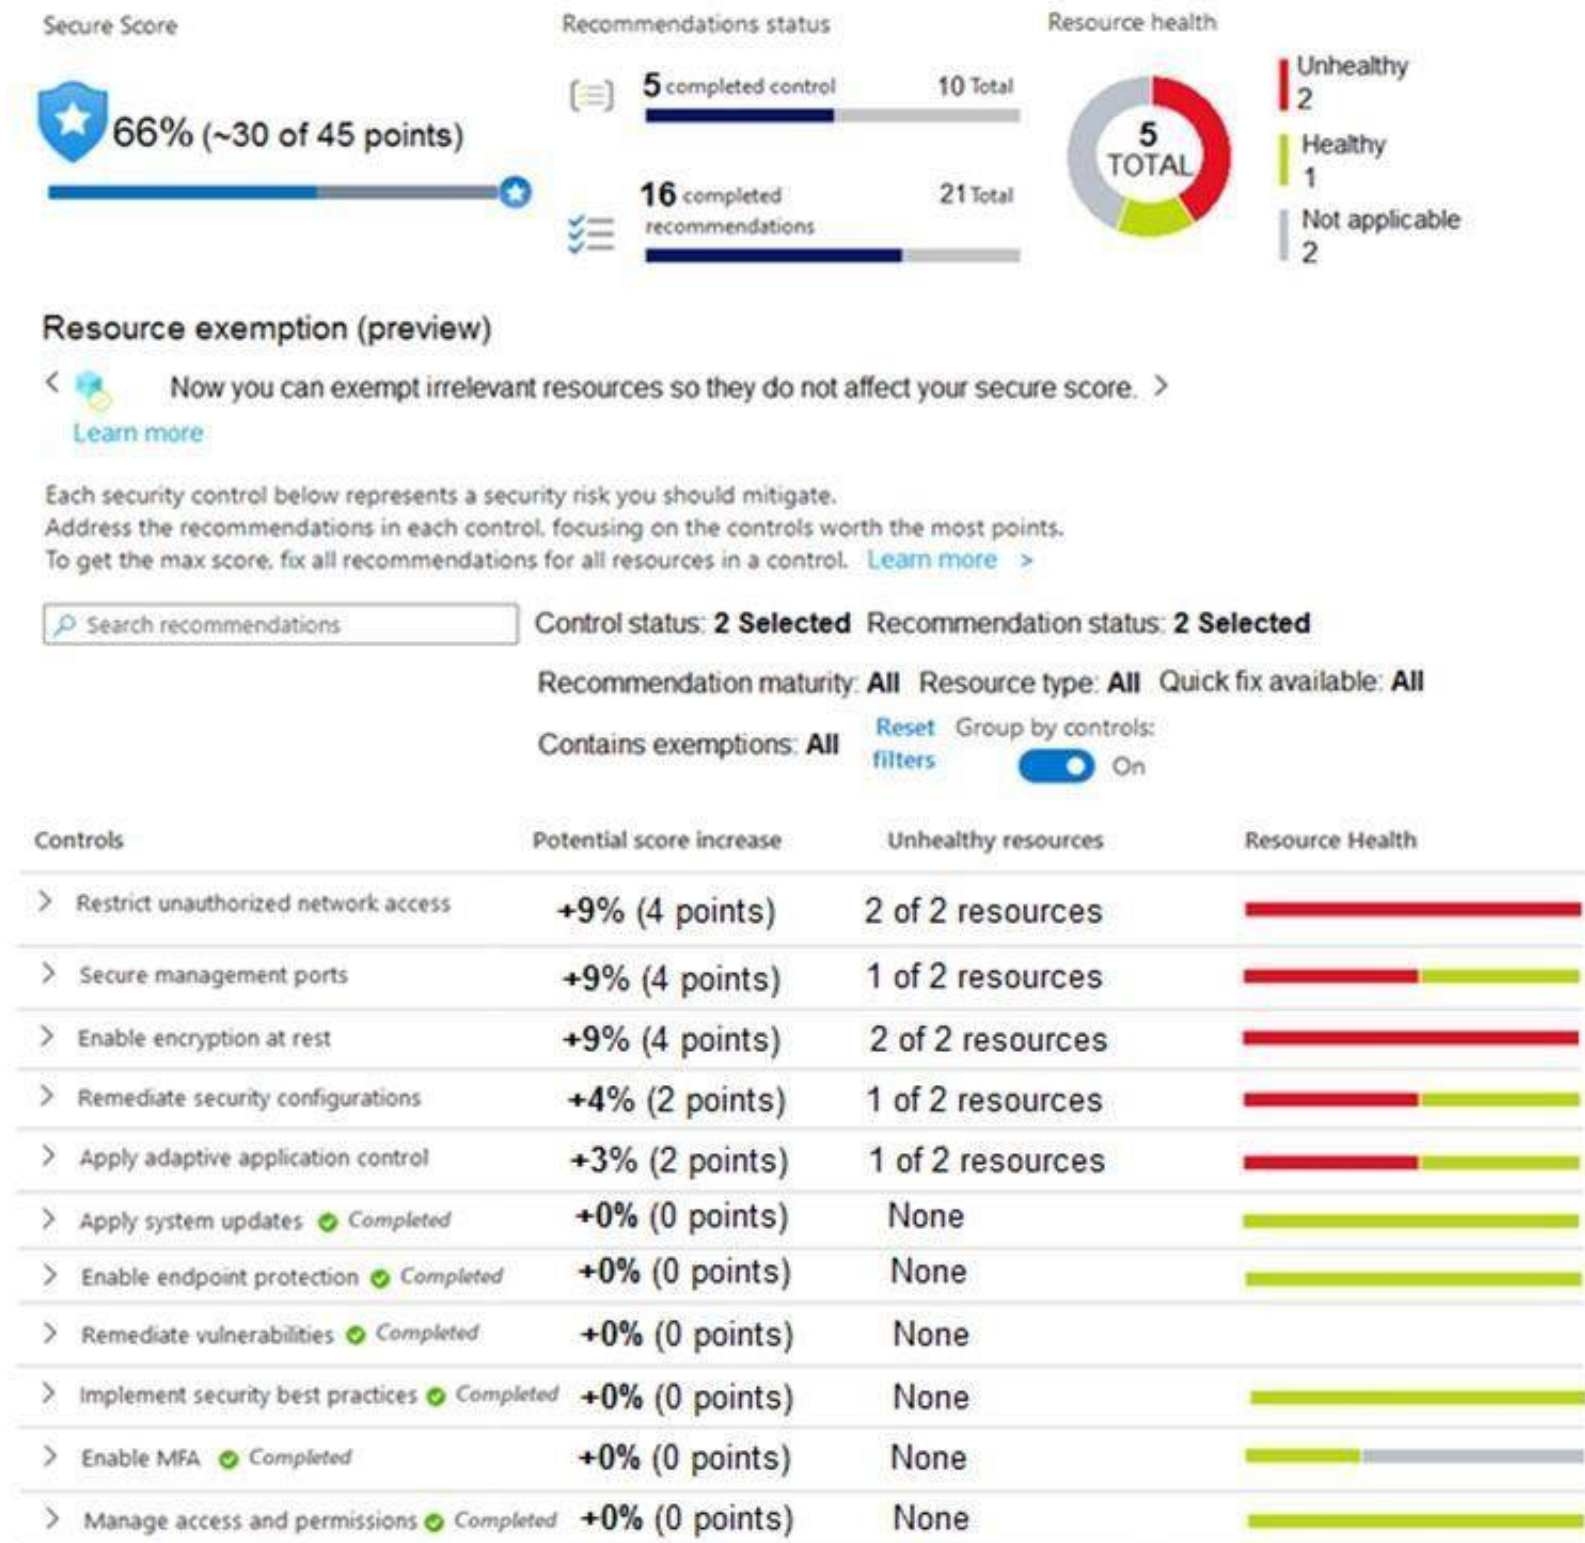 Secure Score
66% (~30 of 45 points)
Recommendations status
5 completed control 10 Total
16 completed 21 Total
recommendations
Resource health
5
TOTAL
Unhealthy
2
Healthy
1
Not applicable
2
Resource exemption (preview)
< Now you can exempt irrelevant resources so they do not affect your secure score. >
Learn more
Each security control below represents a security risk you should mitigate.
Address the recommendations in each control, focusing on the controls worth the most points.
To get the max score, fix all recommendations for all resources in a control. Learn more >
Search recommendations
Control status: 2 Selected Recommendation status: 2 Selected
Recommendation maturity: All Resource type: All Quick fix available: All
Contains exemptions: All
Reset
filters
Group by controls:
On
Controls Potential score increase Unhealthy resources Resource Health
> Restrict unauthorized network access +9% (4 points) 2 of 2 resources
> Secure management ports +9% (4 points) 1 of 2 resources
> Enable encryption at rest +9% (4 points) 2 of 2 resources
> Remediate security configurations +4% (2 points) 1 of 2 resources
> Apply adaptive application control +3% (2 points) 1 of 2 resources
> Apply system updates Completed +0% (0 points) None
> Enable endpoint protection Completed +0% (0 points) None
> Remediate vulnerabilities Completed +0% (0 points) None
> Implement security best practices Completed +0% (0 points) None
> Enable MFA Completed +0% (0 points) None
> Manage access and permissions Completed +0% (0 points) None